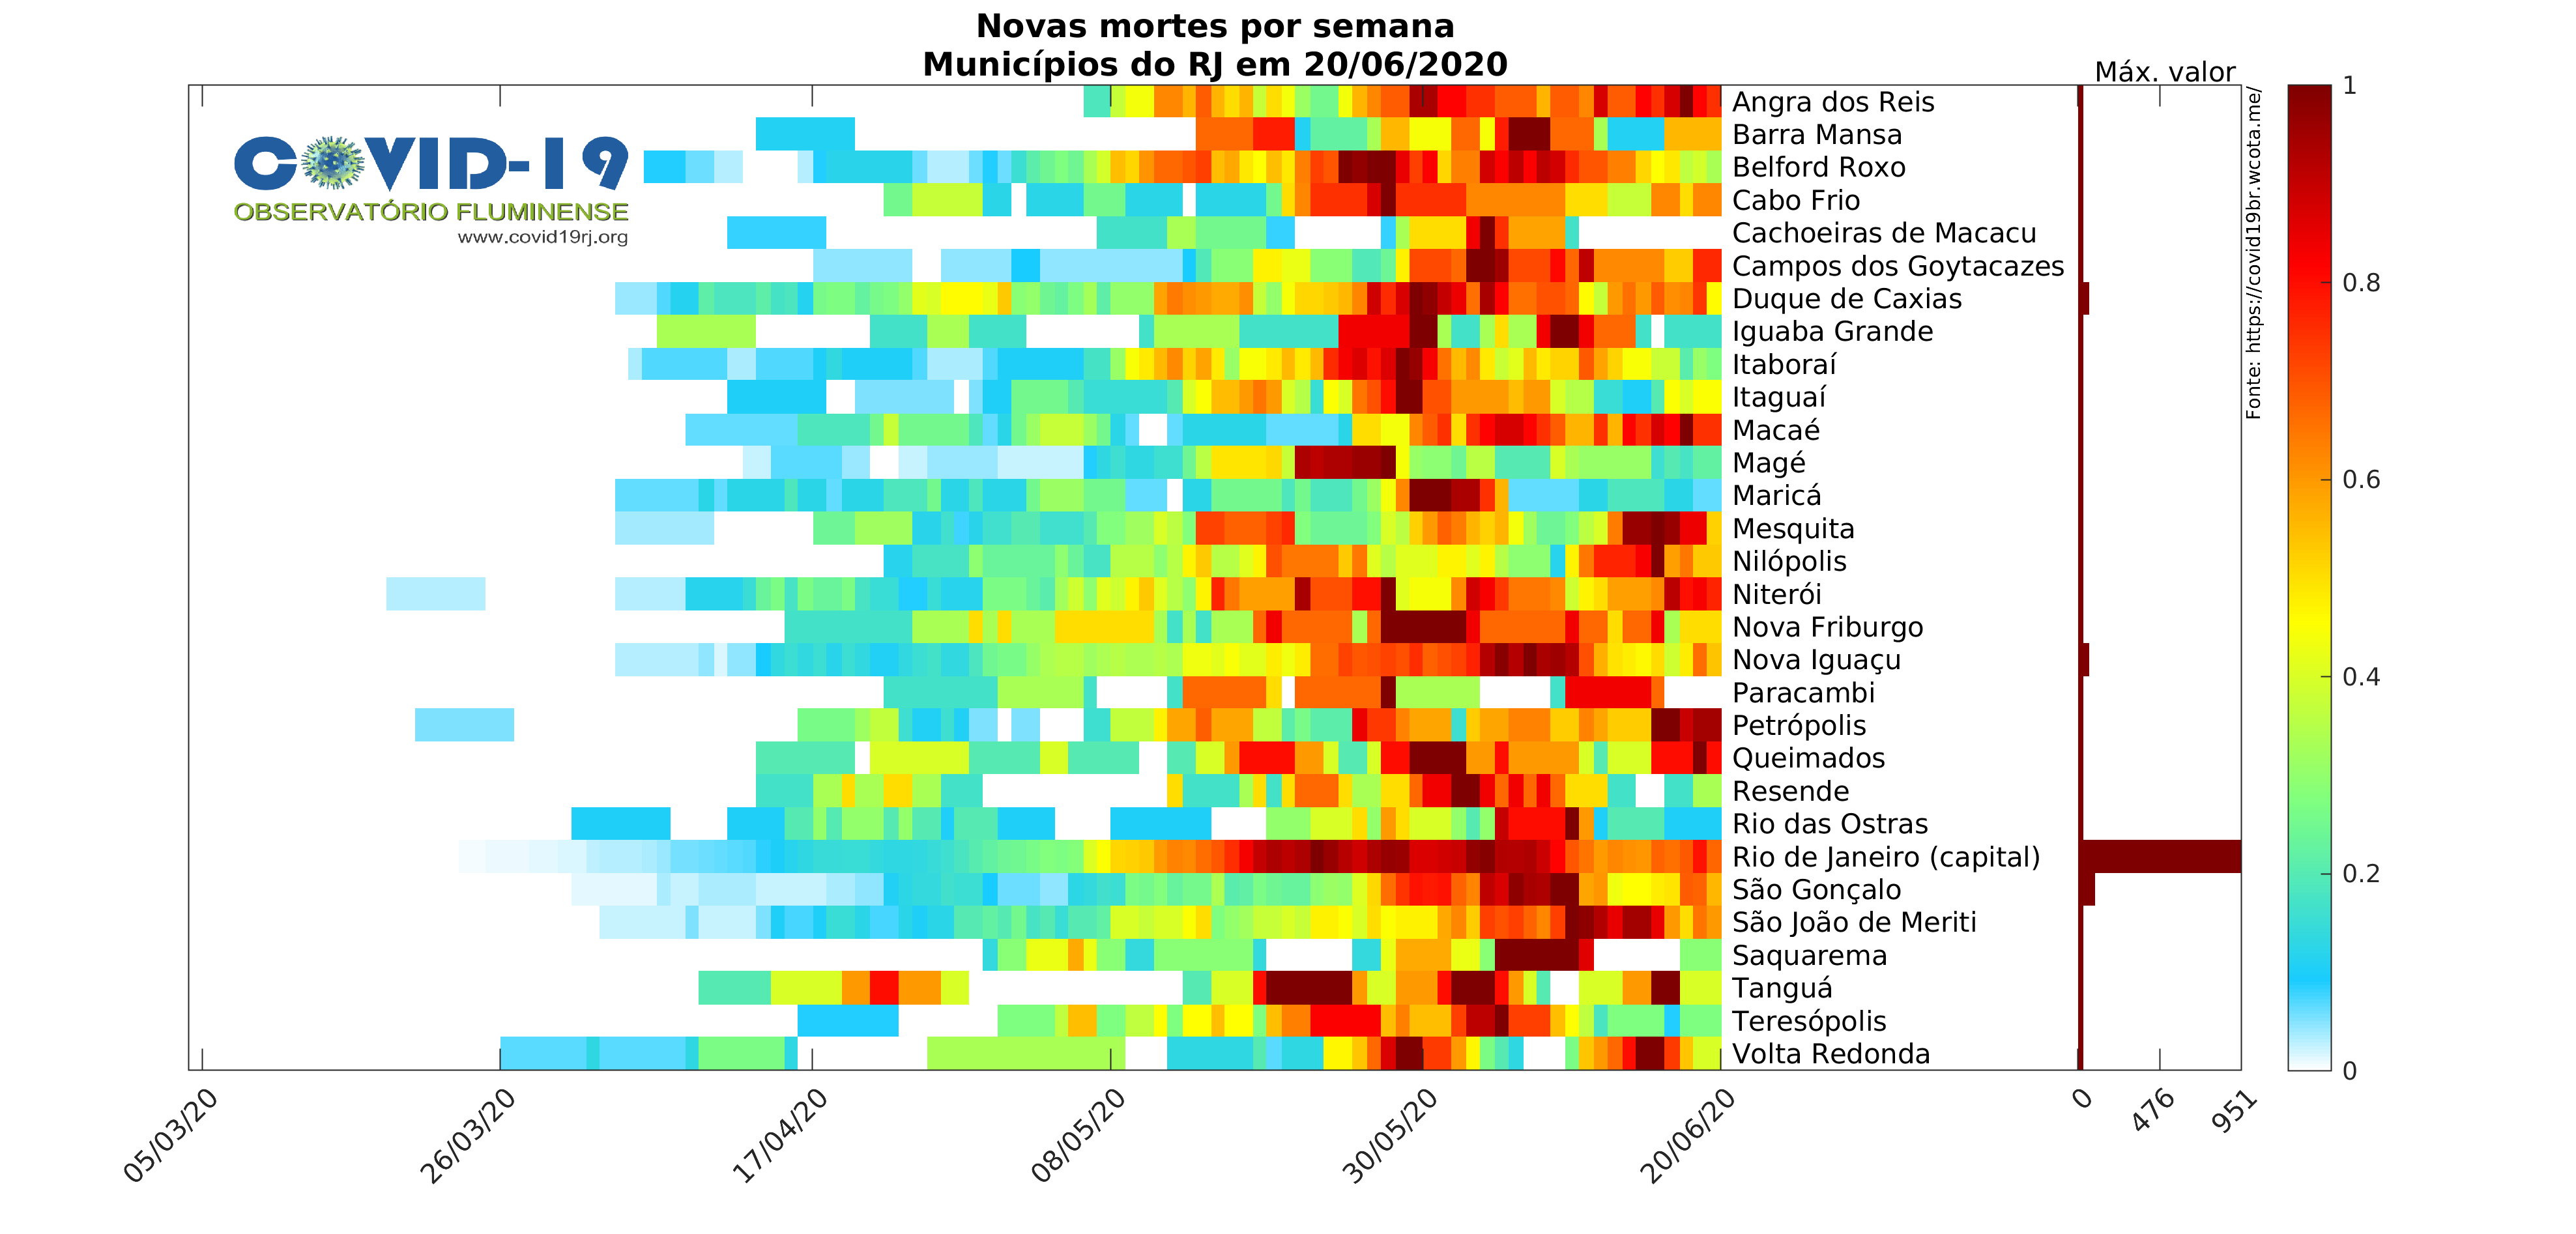 Novas mortes por semana
Municípios do RJ em 20/06/2020
Máx. valor
COVID-19
OBSERVATÓRIO FLUMINENSE
www.covid19rj.org
Angra dos Reis
Barra Mansa
Belford Roxo
Cabo Frio
Cachoeiras de Macacu
Campos dos Goytacazes
Duque de Caxias
Iguaba Grande
Itaboraí
Itaguaí
Macaé
Magé
Maricá
Mesquita
Nilópolis
Niterói
Nova Friburgo
Nova Iguaçu
Paracambi
Petrópolis
Queimados
Resende
Rio das Ostras
Rio de Janeiro (capital)
São Gonçalo
São João de Meriti
Saquarema
Tanguá
Teresópolis
Volta Redonda
Fonte: https://covid19br.wcota.me/
1
0.8
0.6
0.4
0.2
0
05/03/20
26/03/20
17/04/20
08/05/20
30/05/20
20/06/20
0
476
951